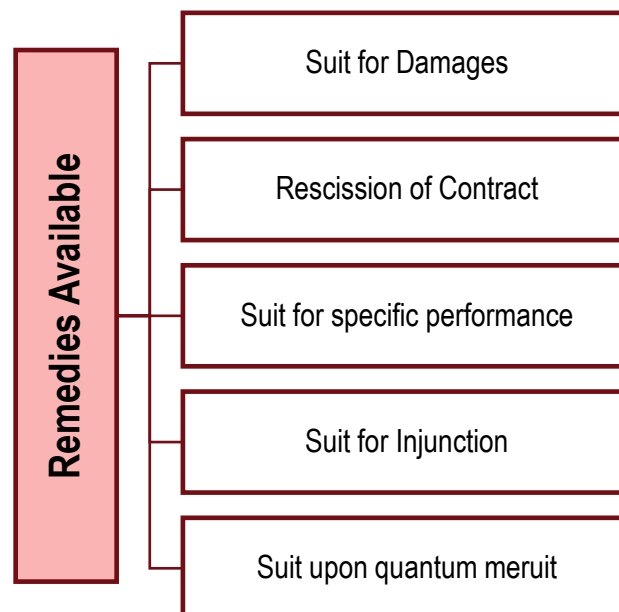 Remedies Available
Suit for Damages
Rescission of Contract
Suit for specific performance
Suit for Injunction
Suit upon quantum meruit